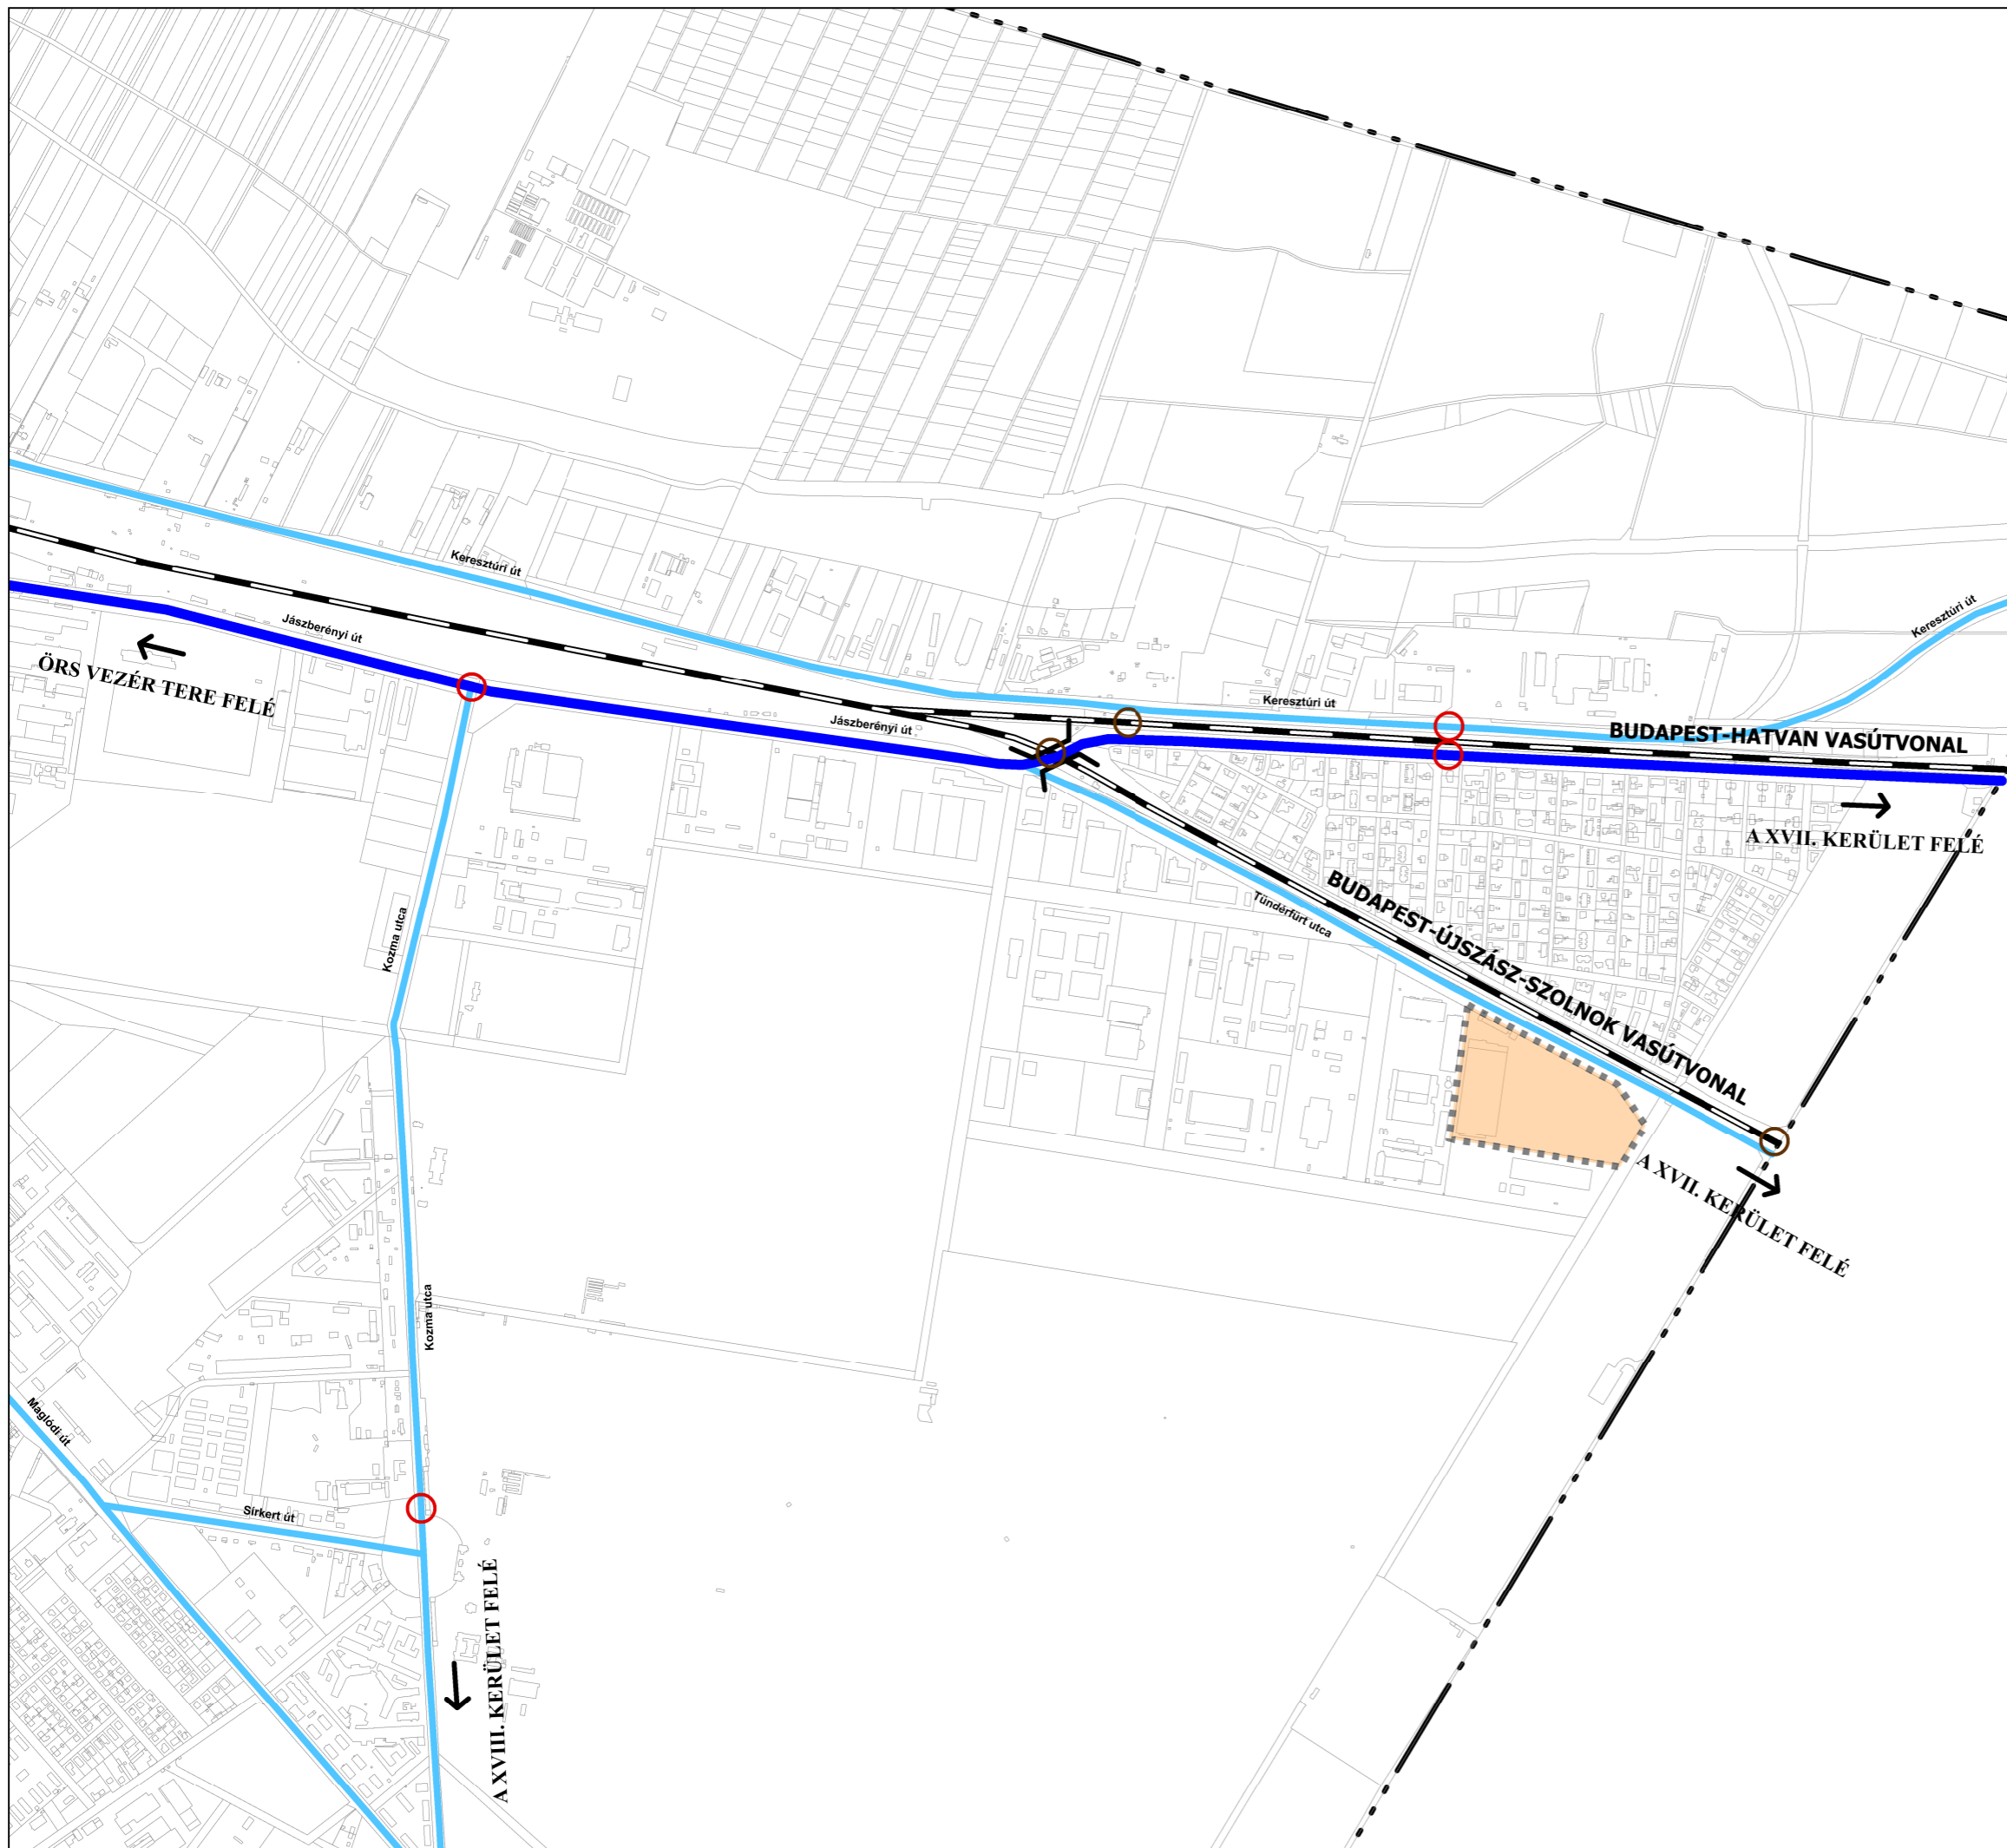 Keresztúri út
Keresztúri út
Jászberényi út
ÖRS VEZÉR TERE FELÉ
Keresztúri út
Jászberényi út
BUDAPEST-HATVAN VASÚTVONAL
A XVII. KERÜLET FELÉ
BUDAPEST-ÚJSZÁSZ-SZOLNOK VASÚTVONAL
Tündérfürt utca
Kozma utca
A XVII. KERÜLET FELÉ
Kozma utca
Maglódi út
Sírkert út
A XVIII. KERÜLET FELÉ